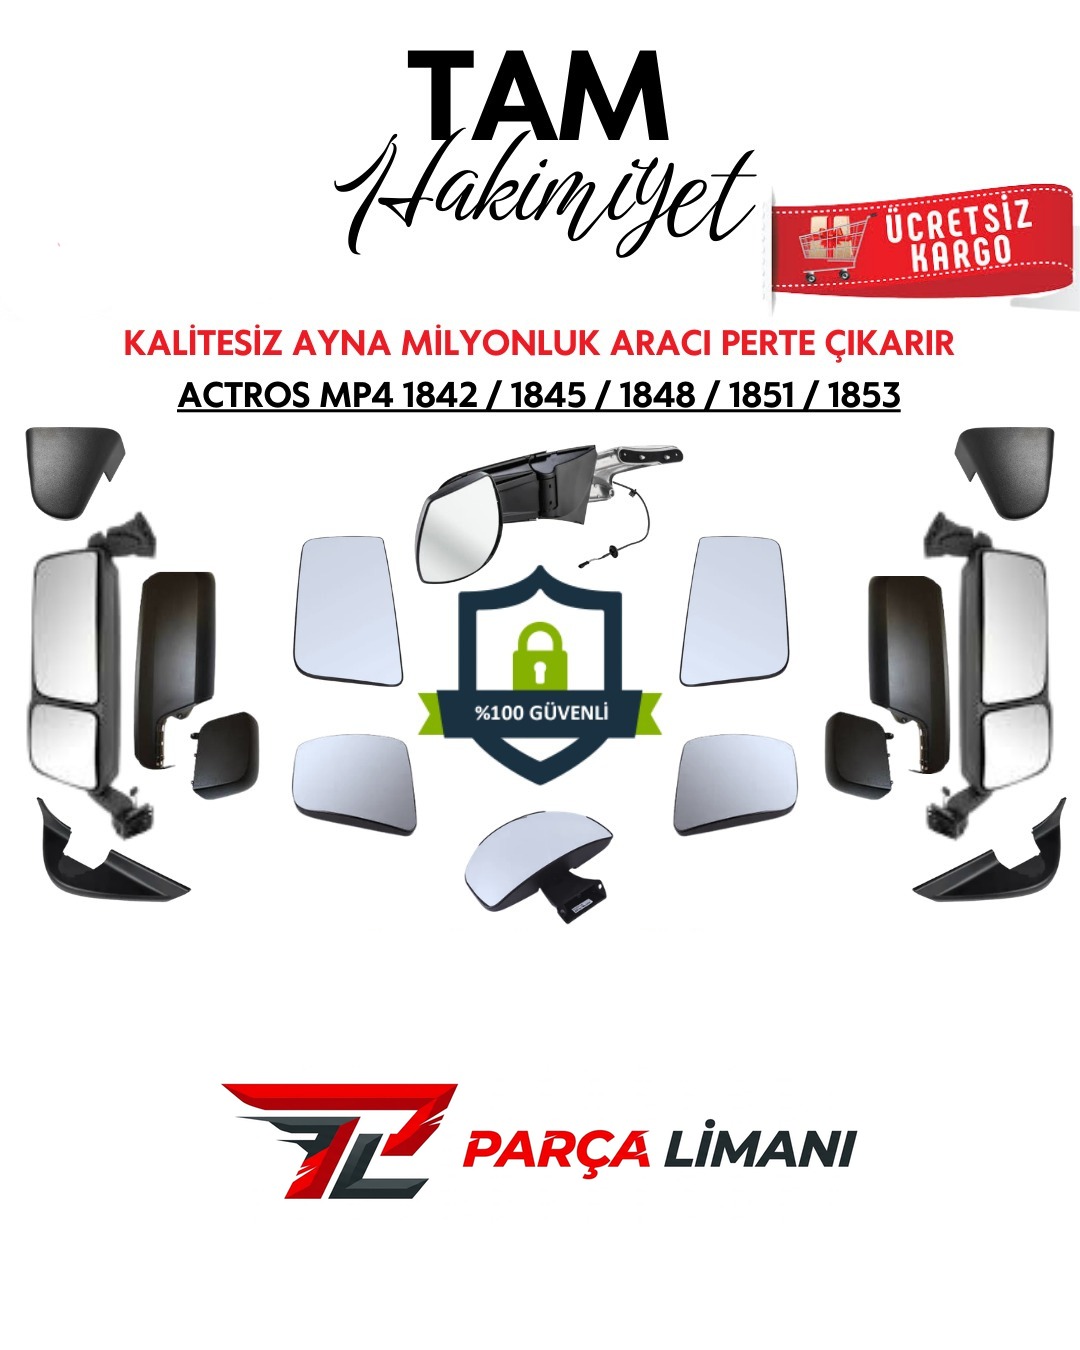 TAM
Hakimiyet
ÜCRETSİZ
KARGO
KALİTESİZ AYNA MİLYONLUK ARACI PERTE ÇIKARIR
ACTROS MP4 1842 / 1845 / 1848 / 1851 / 1853
%100 GÜVENLİ
PARÇA LİMANI